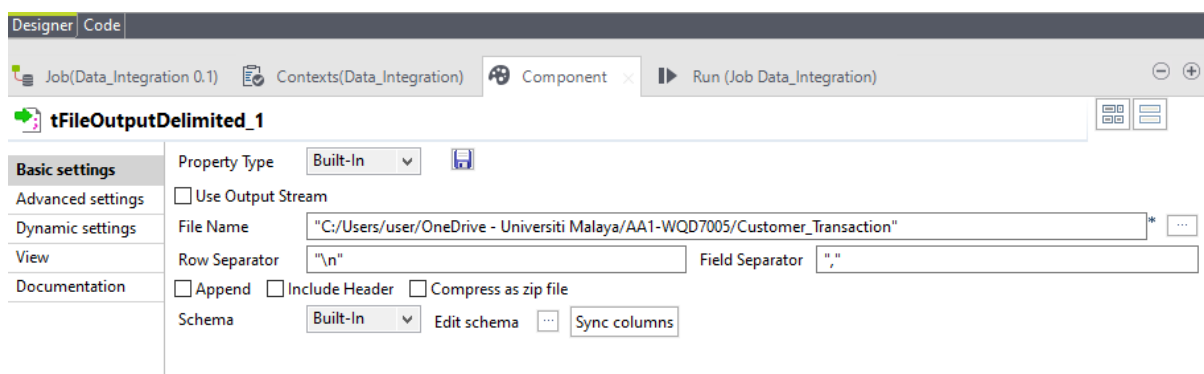 Designer Code
Job(Data_Integration 0.1) Contexts(Data_Integration) Component Run (Job Data_Integration)
tFileOutputDelimited_1
Basic settings
Advanced settings
Dynamic settings
View
Documentation
Property Type Built-In
Use Output Stream
File Name "C:/Users/user/OneDrive - Universiti Malaya/AA1-WQD7005/Customer_Transaction" * ...
Row Separator "\n" Field Separator ","
Append Include Header Compress as zip file
Schema Built-In Edit schema ... Sync columns